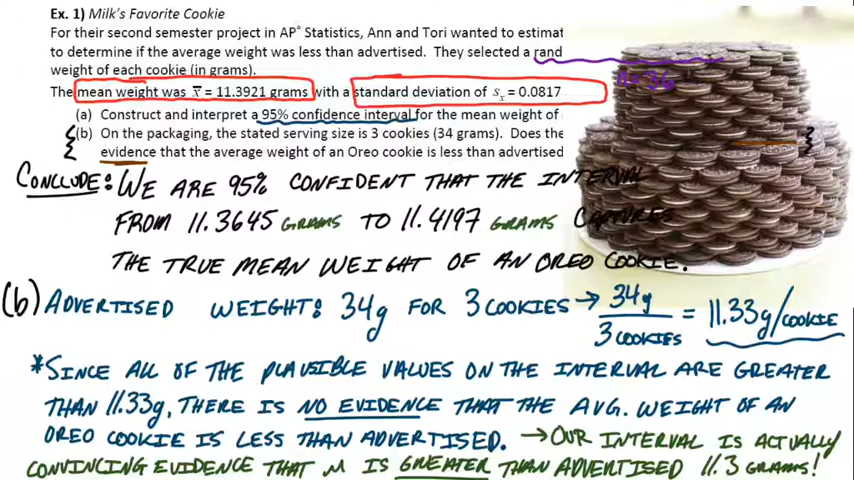 Ex. 1) Milk's Favorite Cookie
For their second semester project in AP® Statistics, Ann and Tori wanted to estimat
to determine if the average weight was less than advertised. They selected a rand
weight of each cookie (in grams). n = 36
The mean weight was x̅ = 11.3921 grams with a standard deviation of sₓ = 0.0817
(a) Construct and interpret a 95% confidence interval for the mean weight of
(b) On the packaging, the stated serving size is 3 cookies (34 grams). Does the
evidence that the average weight of an Oreo cookie is less than advertised
CONCLUDE: WE ARE 95% CONFIDENT THAT THE INTERVAL
FROM 11.3645 GRAMS TO 11.4197 GRAMS CAPTURES
THE TRUE MEAN WEIGHT OF AN OREO COOKIE.
(b) ADVERTISED WEIGHT: 34g FOR 3 COOKIES → 34g / 3 COOKIES = 11.33g/COOKIE
*SINCE ALL OF THE PLAUSIBLE VALUES ON THE INTERVAL ARE GREATER
THAN 11.33g, THERE IS NO EVIDENCE THAT THE AVG. WEIGHT OF AN
OREO COOKIE IS LESS THAN ADVERTISED. → OUR INTERVAL IS ACTUALLY
CONVINCING EVIDENCE THAT μ IS GREATER THAN ADVERTISED 11.3 GRAMS!